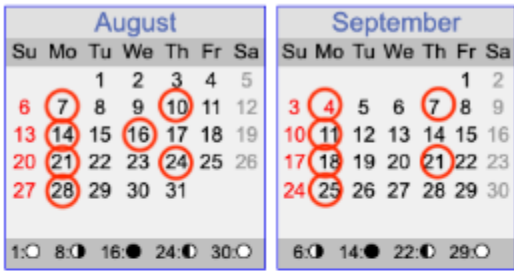 August
Su Mo Tu We Th Fr Sa
1 2 3 4 5
6 7 8 9 10 11 12
13 14 15 16 17 18 19
20 21 22 23 24 25 26
27 28 29 30 31
1: 8: 16: 24: 30:
September
Su Mo Tu We Th Fr Sa
1 2
3 4 5 6 7 8 9
10 11 12 13 14 15 16
17 18 19 20 21 22 23
24 25 26 27 28 29 30
6: 14: 22: 29: